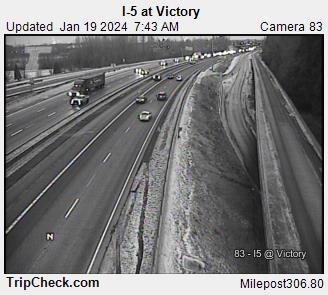 I-5 at Victory
Updated Jan 19 2024 7:43 AM Camera 83
N
83 - I5 @ Victory
TripCheck.com Milepost306.80